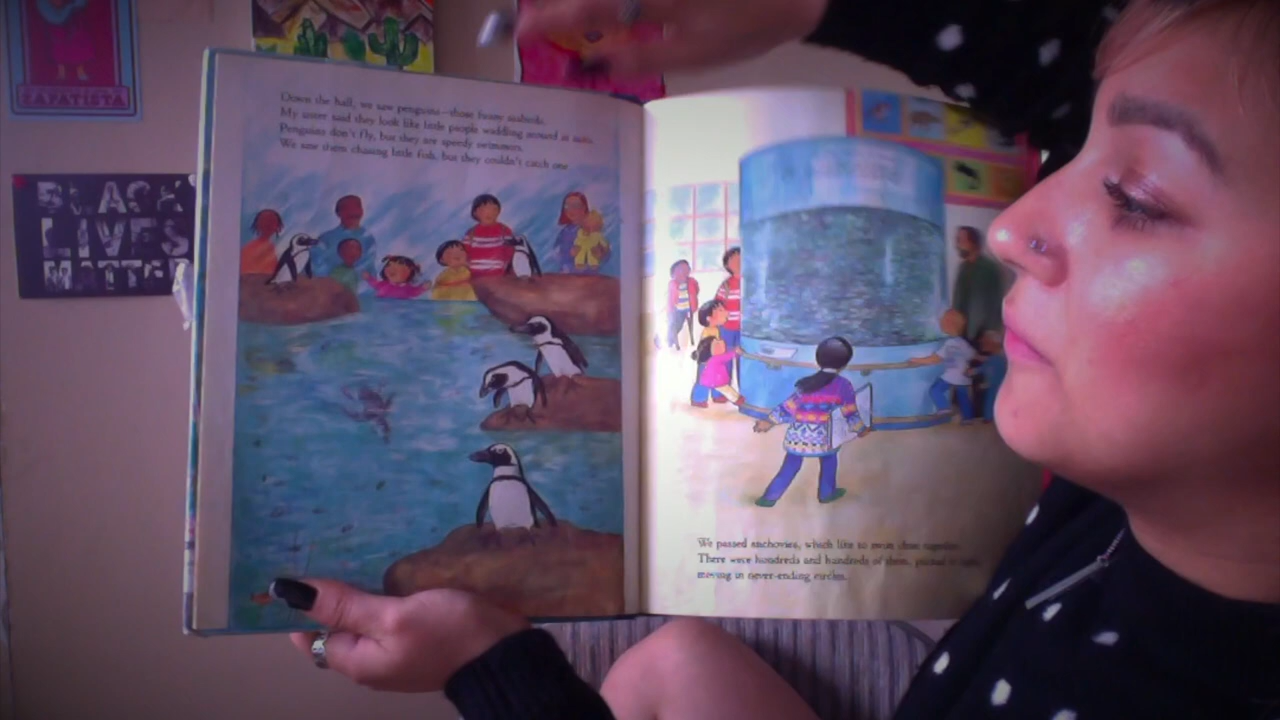 ZAPATISTA
BLACK
LIVES
MATTER
Down the hall, we saw penguins—those funny seabirds.
My sister said they look like little people waddling around in suits.
Penguins don't fly, but they are speedy swimmers.
We saw them chasing little fish, but they couldn't catch one
We passed anchovies, which like to swim close together.
There were hundreds and hundreds of them, packed
moving in never-ending circles.